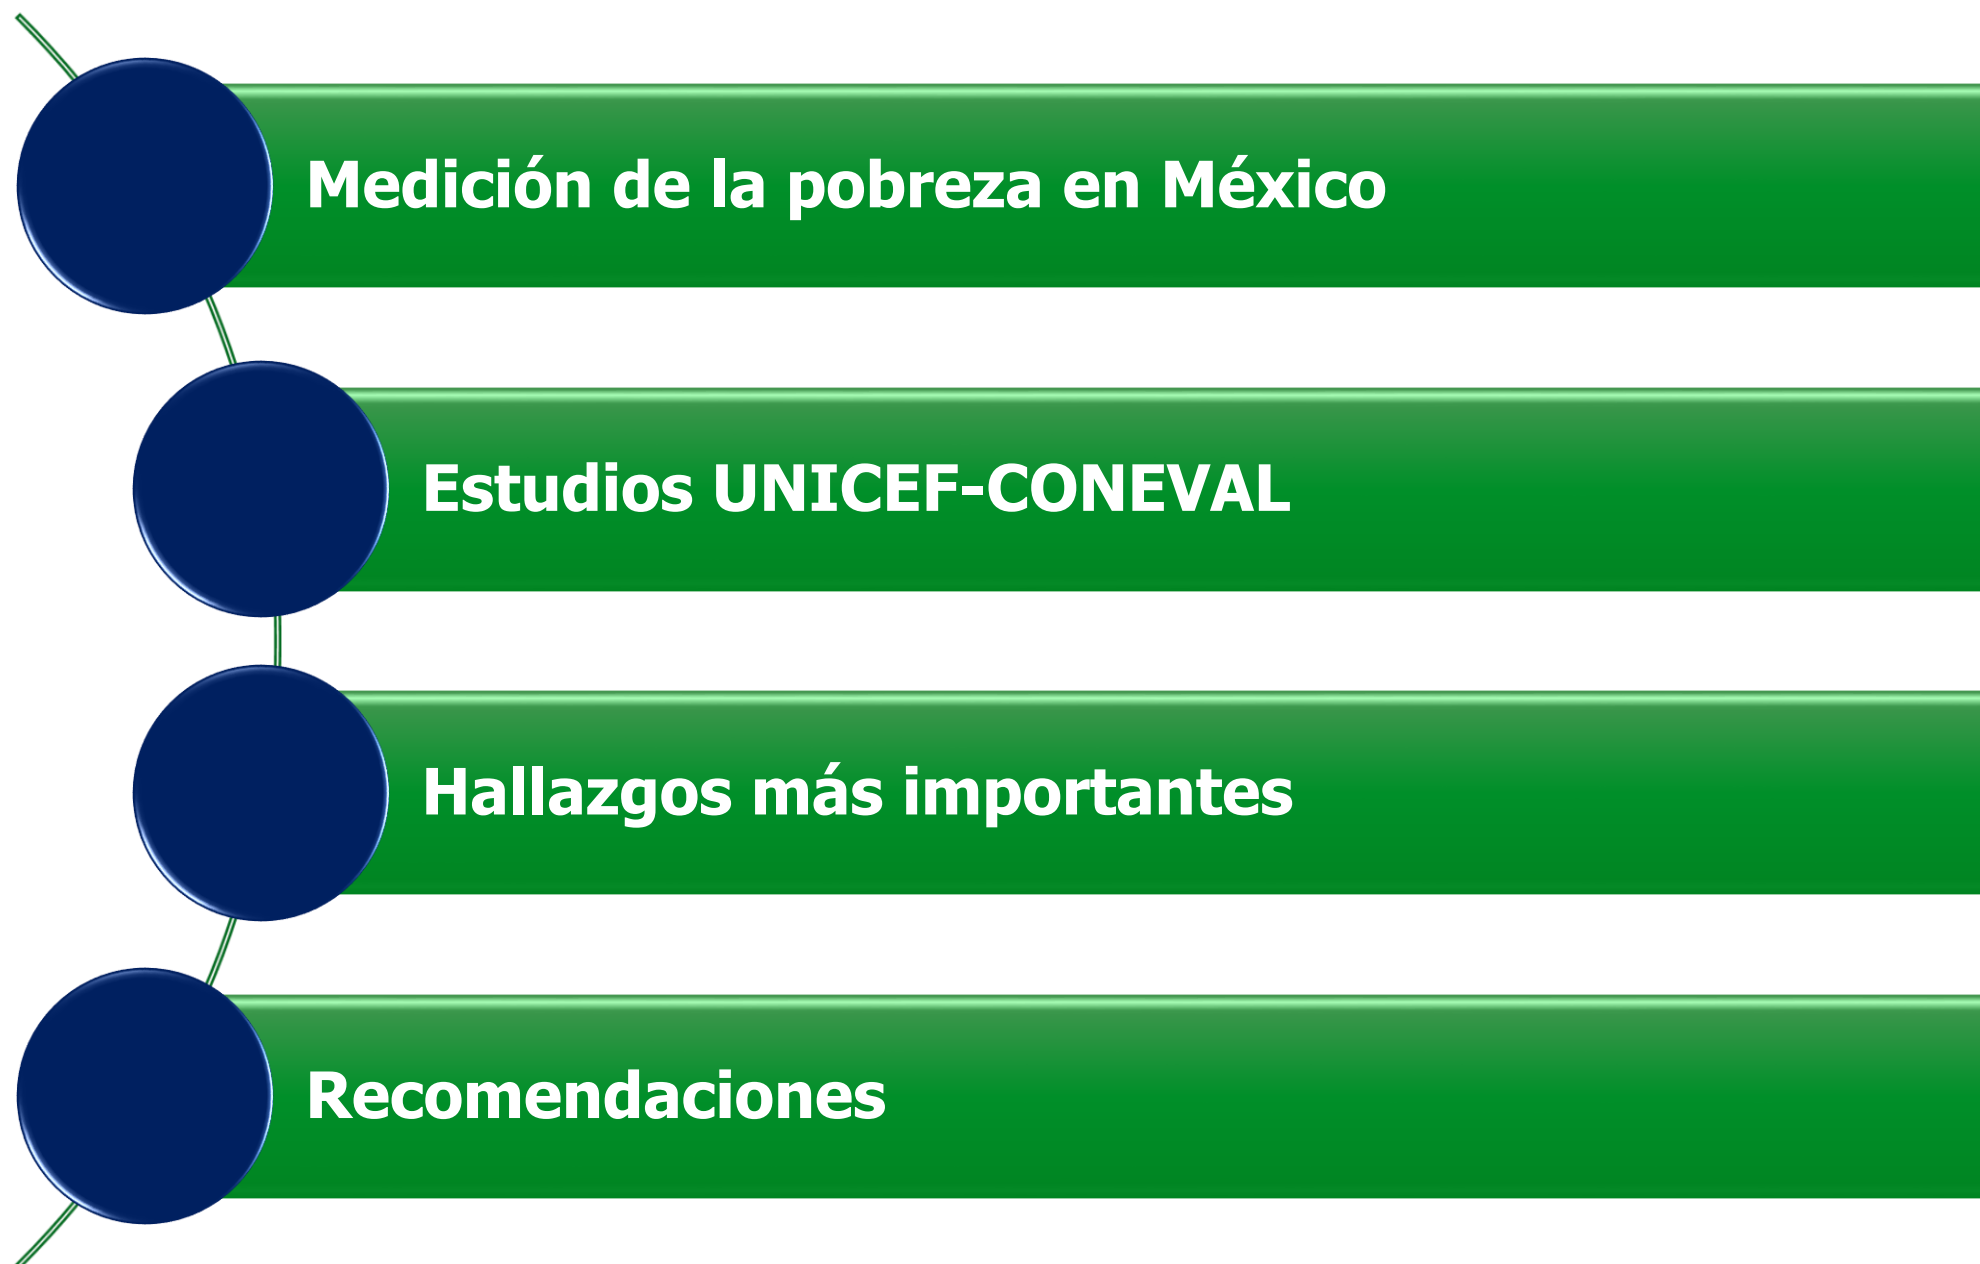 Medición de la pobreza en México
Estudios UNICEF-CONEVAL
Hallazgos más importantes
Recomendaciones